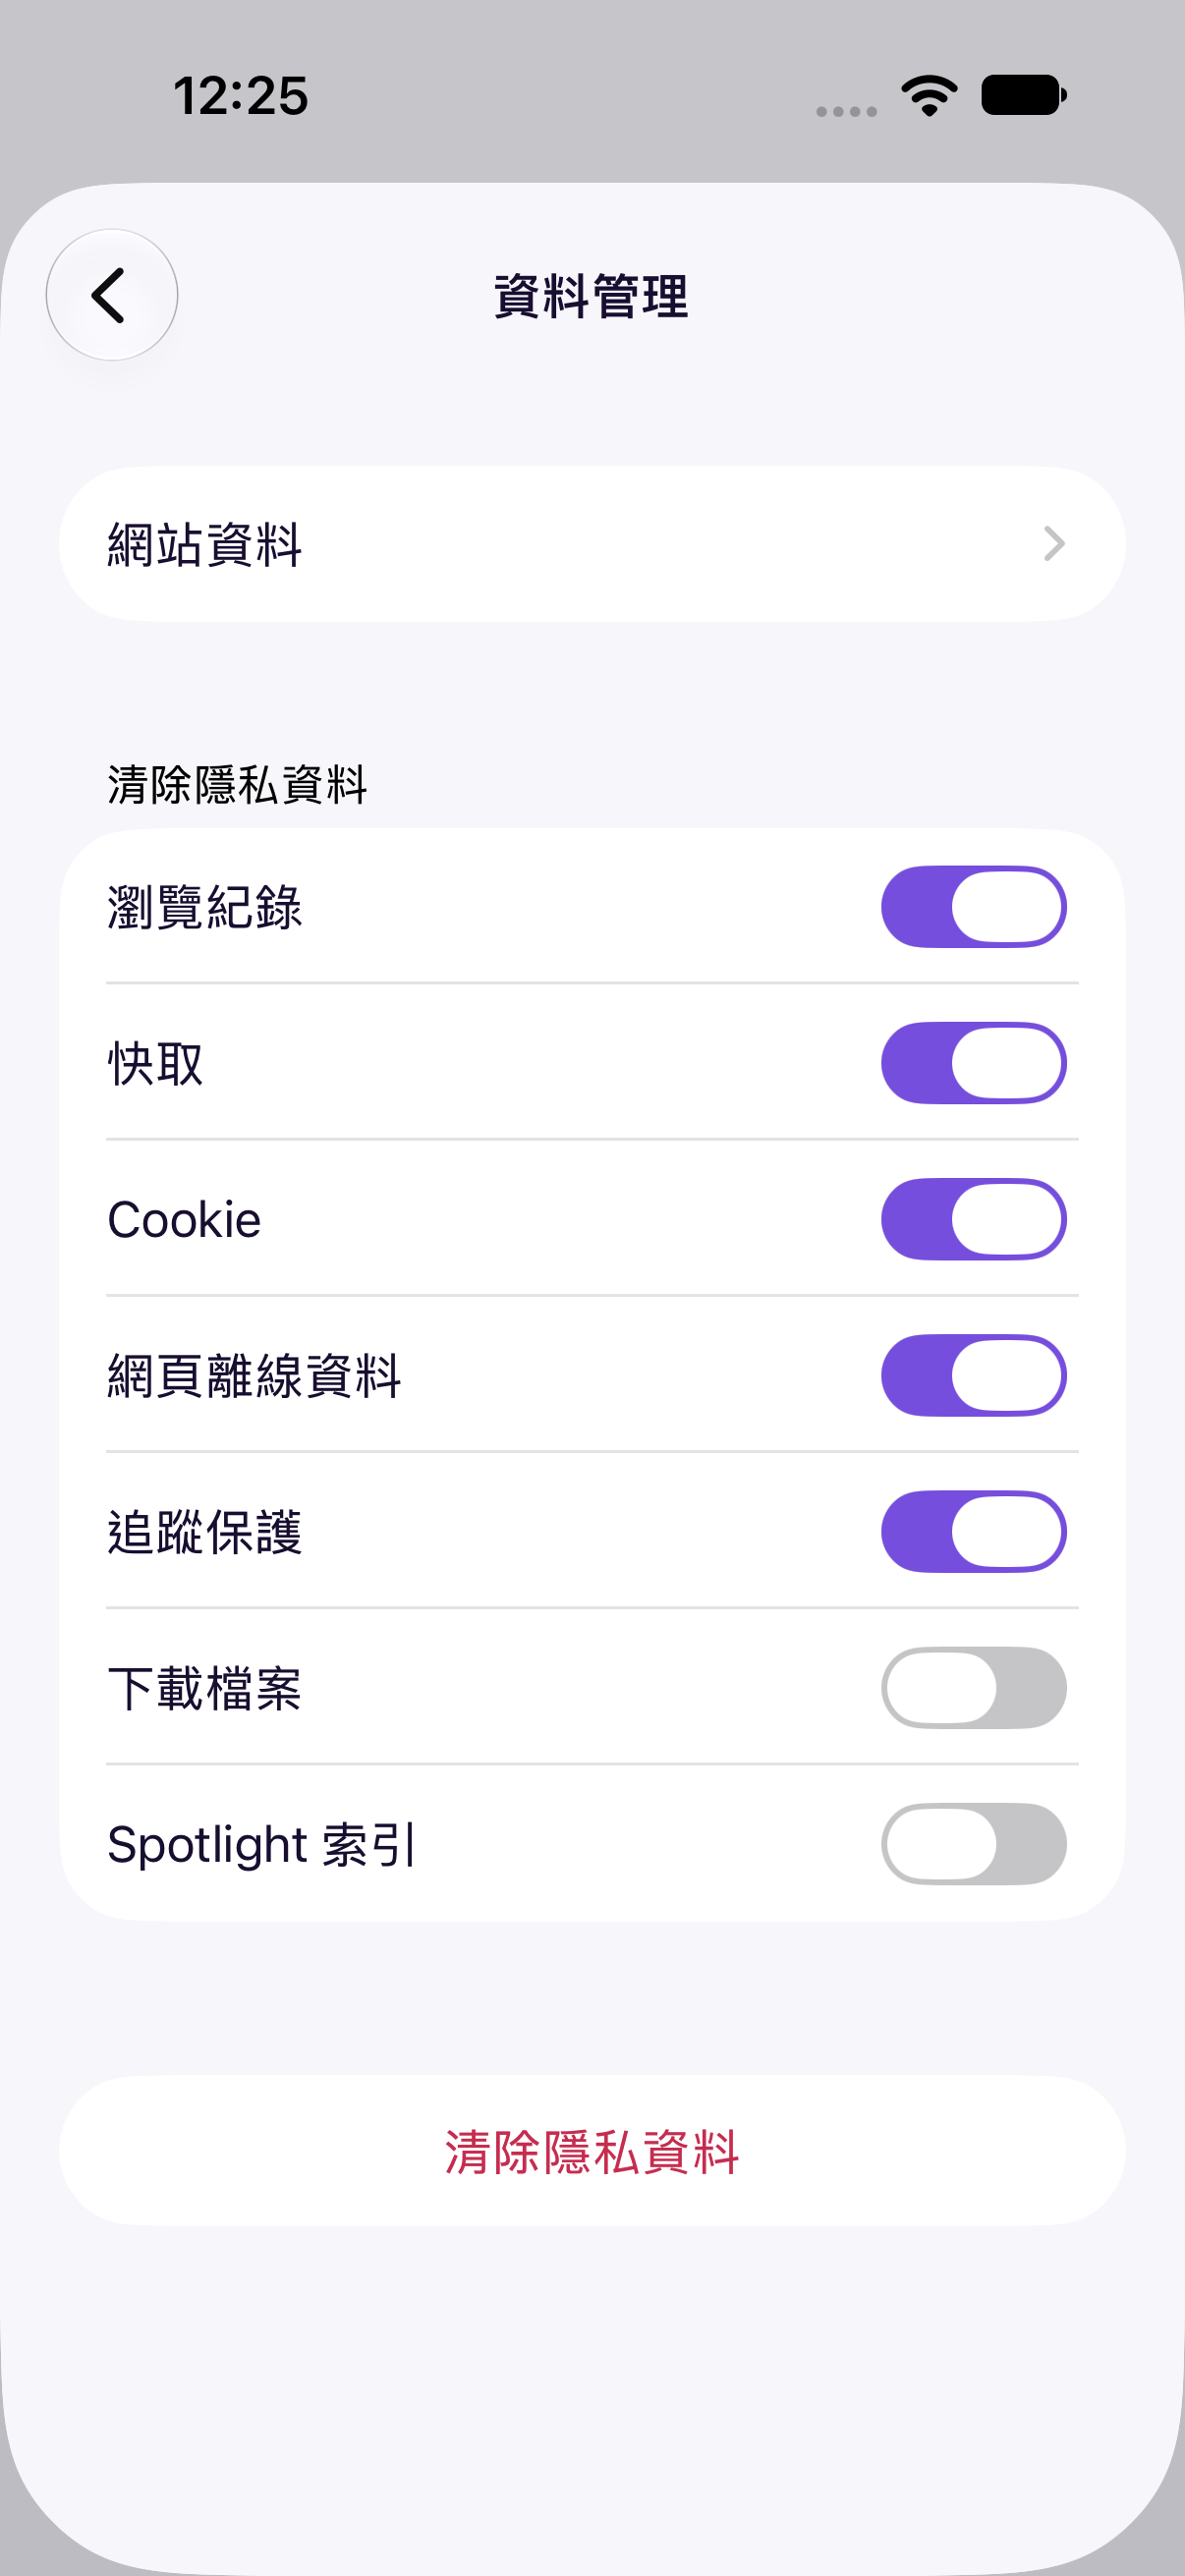 12:25
資料管理
網站資料
清除隱私資料
瀏覽紀錄
快取
Cookie
網頁離線資料
追蹤保護
下載檔案
Spotlight 索引
清除隱私資料